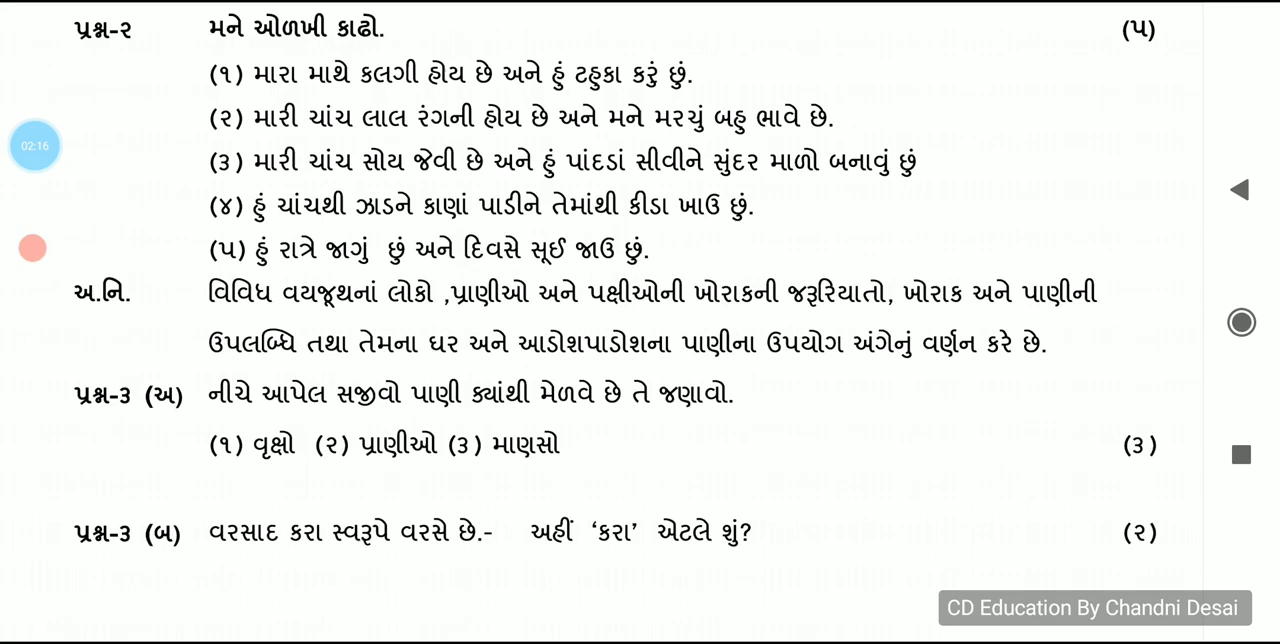 પ્રશ્ન-૨ મને ઓળખી કાઢો. (૫)
(૧) મારા માથે કલગી હોય છે અને હું ટહુકા કરું છું.
(૨) મારી ચાંચ લાલ રંગની હોય છે અને મને મરચું બહુ ભાવે છે.
02:16
(૩) મારી ચાંચ સોય જેવી છે અને હું પાંદડાં સીવીને સુંદર માળો બનાવું છું
(૪) હું ચાંચથી ઝાડને કાણાં પાડીને તેમાંથી કીડા ખાઉ છું.
(૫) હું રાત્રે જાગું છું અને દિવસે સૂઈ જાઉ છું.
અ.નિ. વિવિધ વયજૂથનાં લોકો ,પ્રાણીઓ અને પક્ષીઓની ખોરાકની જરૂરિયાતો, ખોરાક અને પાણીની
ઉપલબ્ધિ તથા તેમના ઘર અને આડોશપાડોશના પાણીના ઉપયોગ અંગેનું વર્ણન કરે છે.
પ્રશ્ન-૩ (અ) નીચે આપેલ સજીવો પાણી ક્યાંથી મેળવે છે તે જણાવો.
(૧) વૃક્ષો (૨) પ્રાણીઓ (૩) માણસો (૩)
પ્રશ્ન-૩ (બ) વરસાદ કરા સ્વરૂપે વરસે છે.- અહીં ‘કરા’ એટલે શું? (૨)
CD Education By Chandni Desai